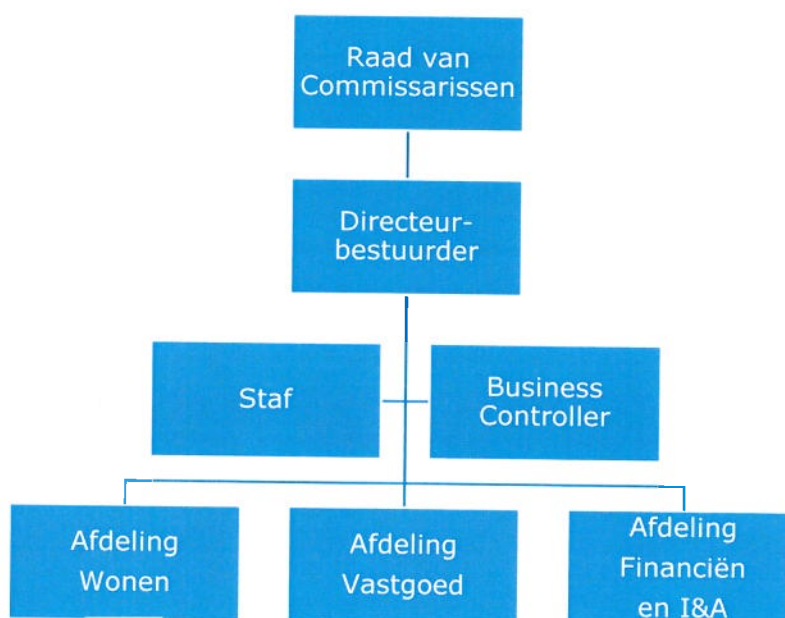 Raad van
Commissarissen
Directeur-
bestuurder
Staf
Business
Controller
Afdeling
Wonen
Afdeling
Vastgoed
Afdeling
Financiën
en I&A